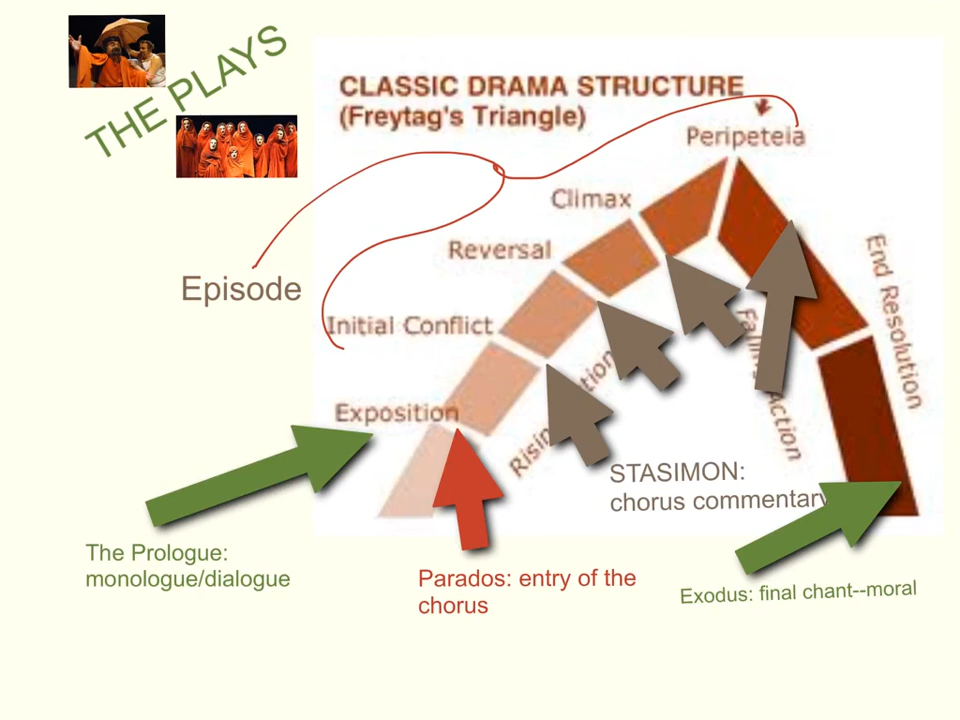 THE PLAYS
CLASSIC DRAMA STRUCTURE
(Freytag's Triangle)
Peripeteia
Climax
Reversal
Episode
Initial Conflict
Exposition
End Resolution
STASIMON:
chorus commentary
The Prologue:
monologue/dialogue
Parados: entry of the
chorus
Exodus: final chant--moral